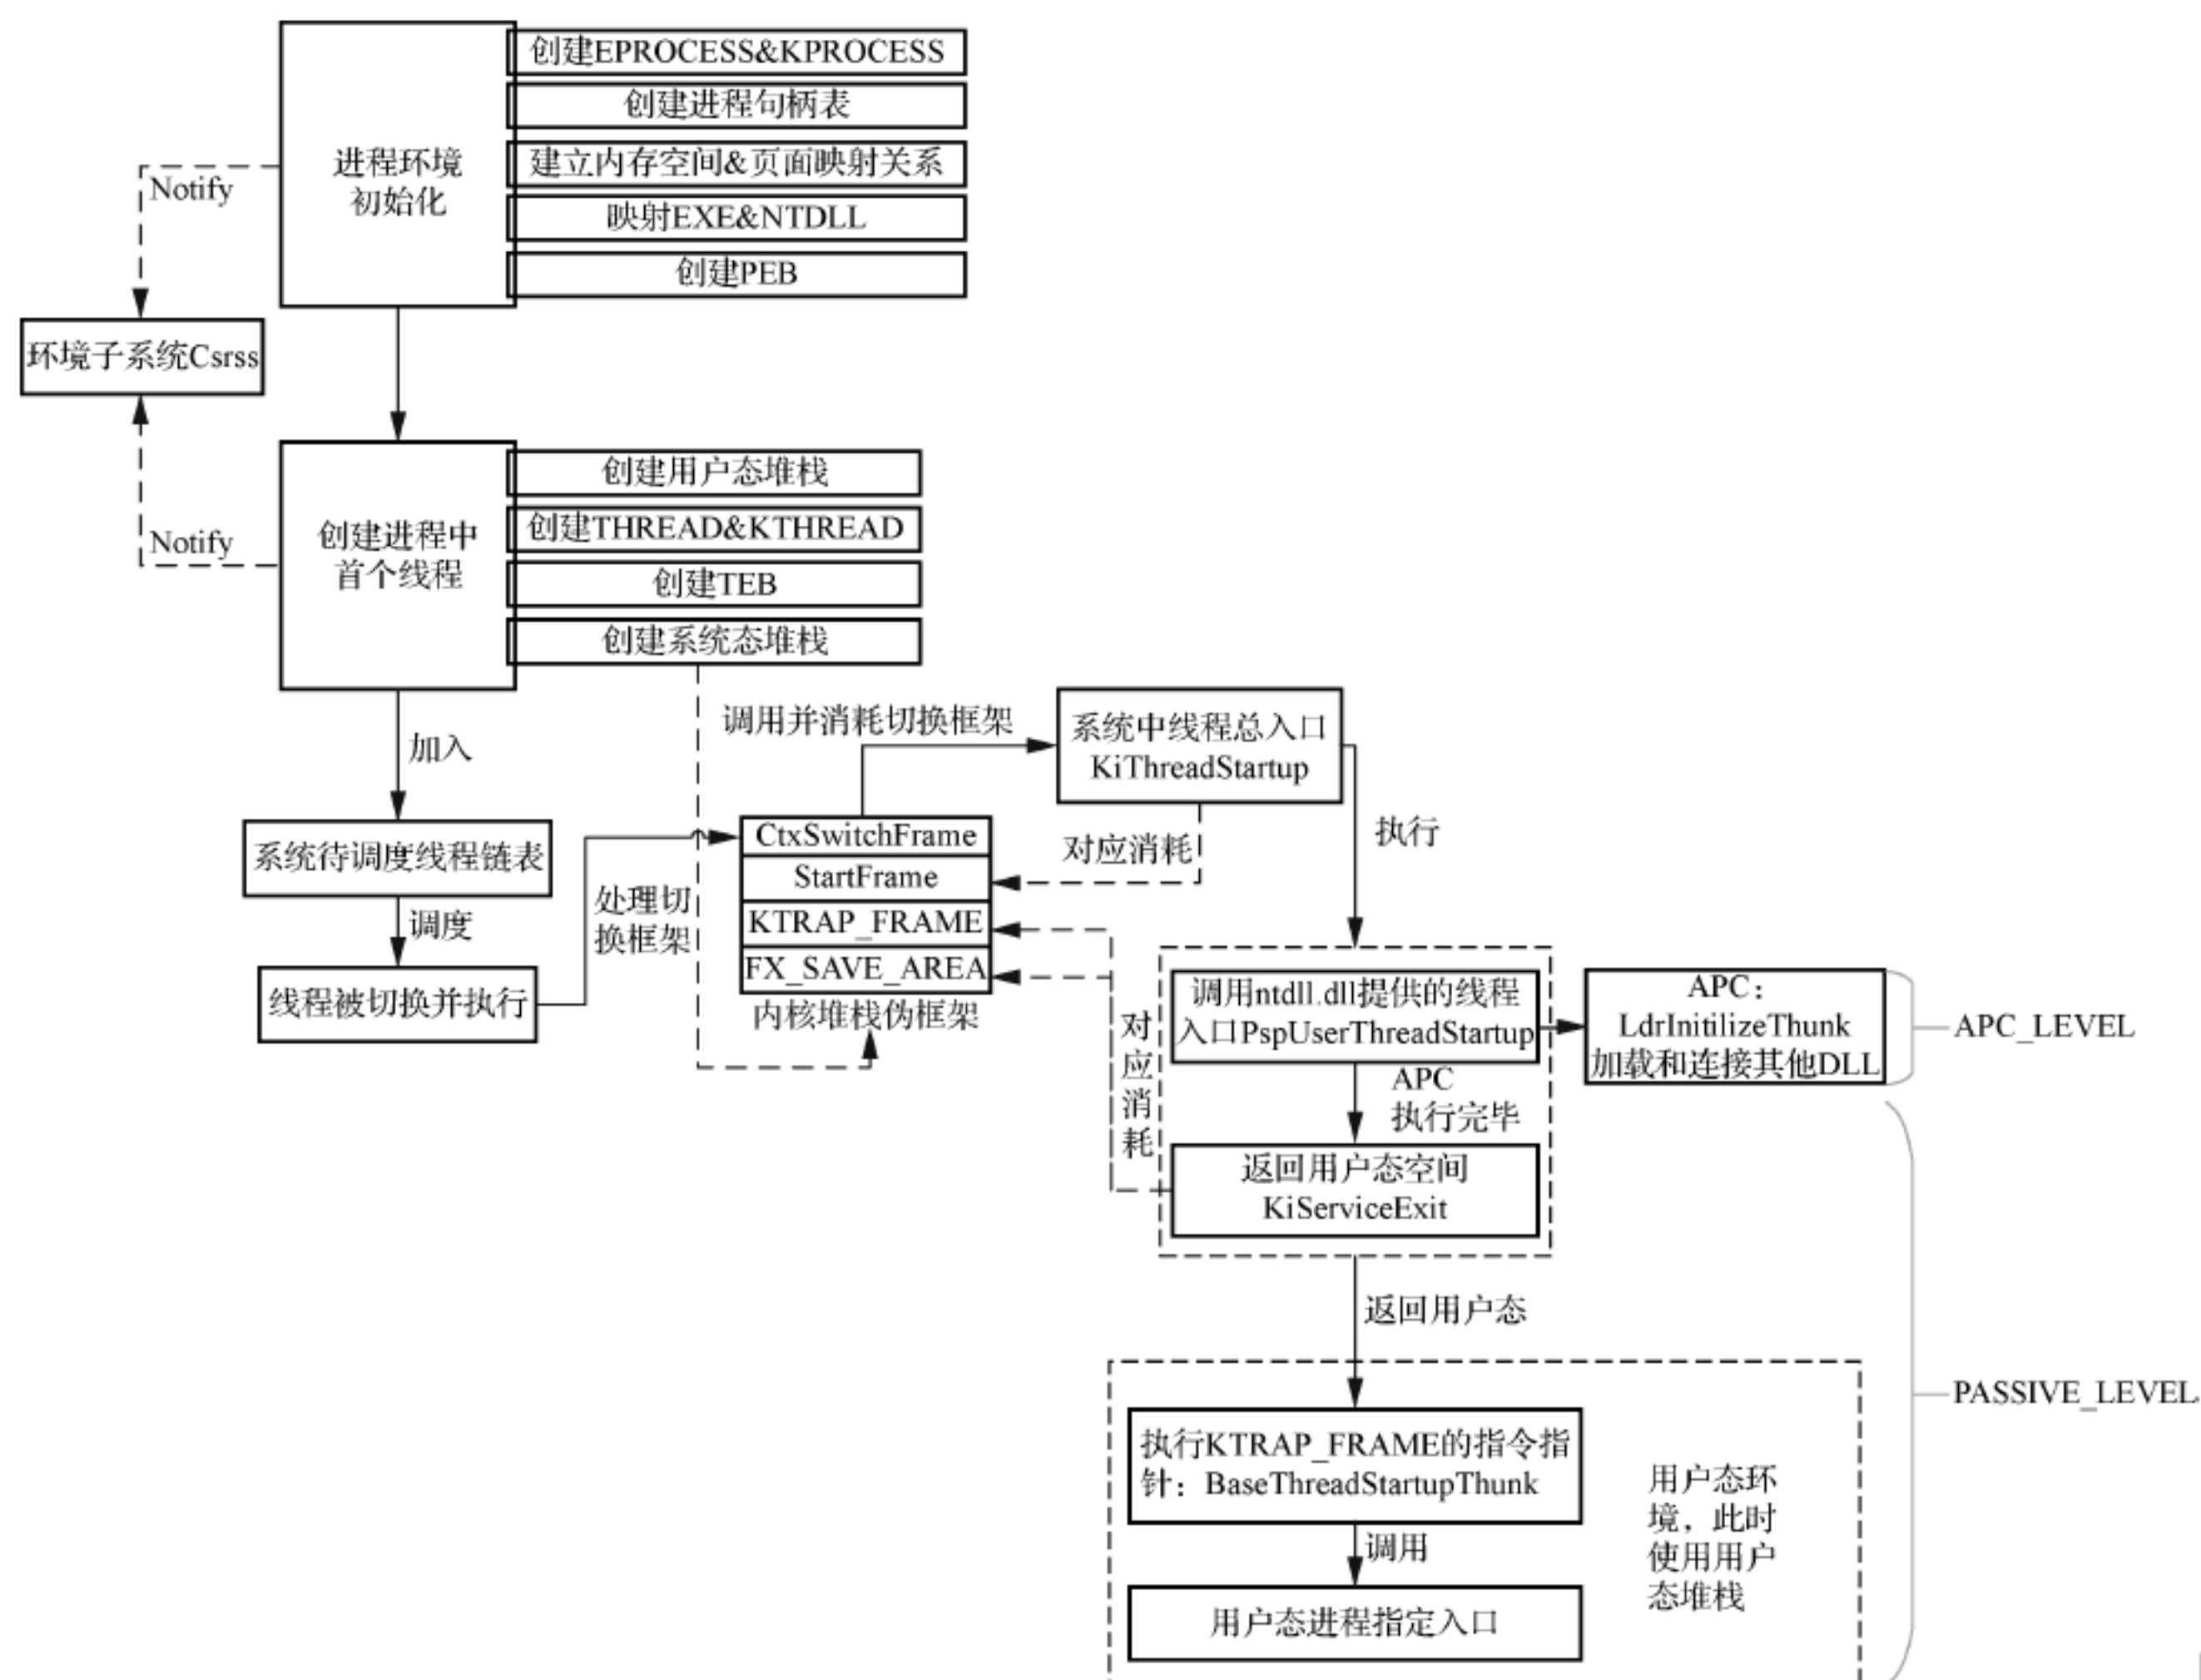 创建EPROCESS&KPROCESS
创建进程句柄表
建立内存空间&页面映射关系
映射EXE&NTDLL
创建PEB
进程环境
初始化
Notify
环境子系统Csrss
创建用户态堆栈
创建THREAD&KTHREAD
创建TEB
创建系统态堆栈
创建进程中
首个线程
Notify
加入
系统待调度线程链表
调度
线程被切换并执行
处理切
换框架
调用并消耗切换框架
系统中线程总入口
KiThreadStartup
CtxSwitchFrame
StartFrame
KTRAP_FRAME
FX_SAVE_AREA
内核堆栈伪框架
对应消耗
执行
对
应
消
耗
调用ntdll.dll提供的线程
入口PspUserThreadStartup
APC：
LdrInitilizeThunk
加载和连接其他DLL
APC_LEVEL
APC
执行完毕
返回用户态空间
KiServiceExit
返回用户态
PASSIVE_LEVEL
执行KTRAP_FRAME的指令指
针：BaseThreadStartupThunk
调用
用户态进程指定入口
用户态环
境，此时
使用用户
态堆栈